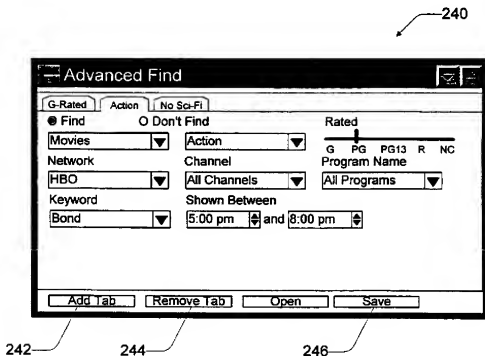 240
Advanced Find
G-Rated Action No Sci-Fi
Find Don't Find Rated
Movies Action
G PG PG13 R NC
Network Channel Program Name
HBO All Channels All Programs
Keyword Shown Between
Bond 5:00 pm and 8:00 pm
Add Tab Remove Tab Open Save
242 244 246